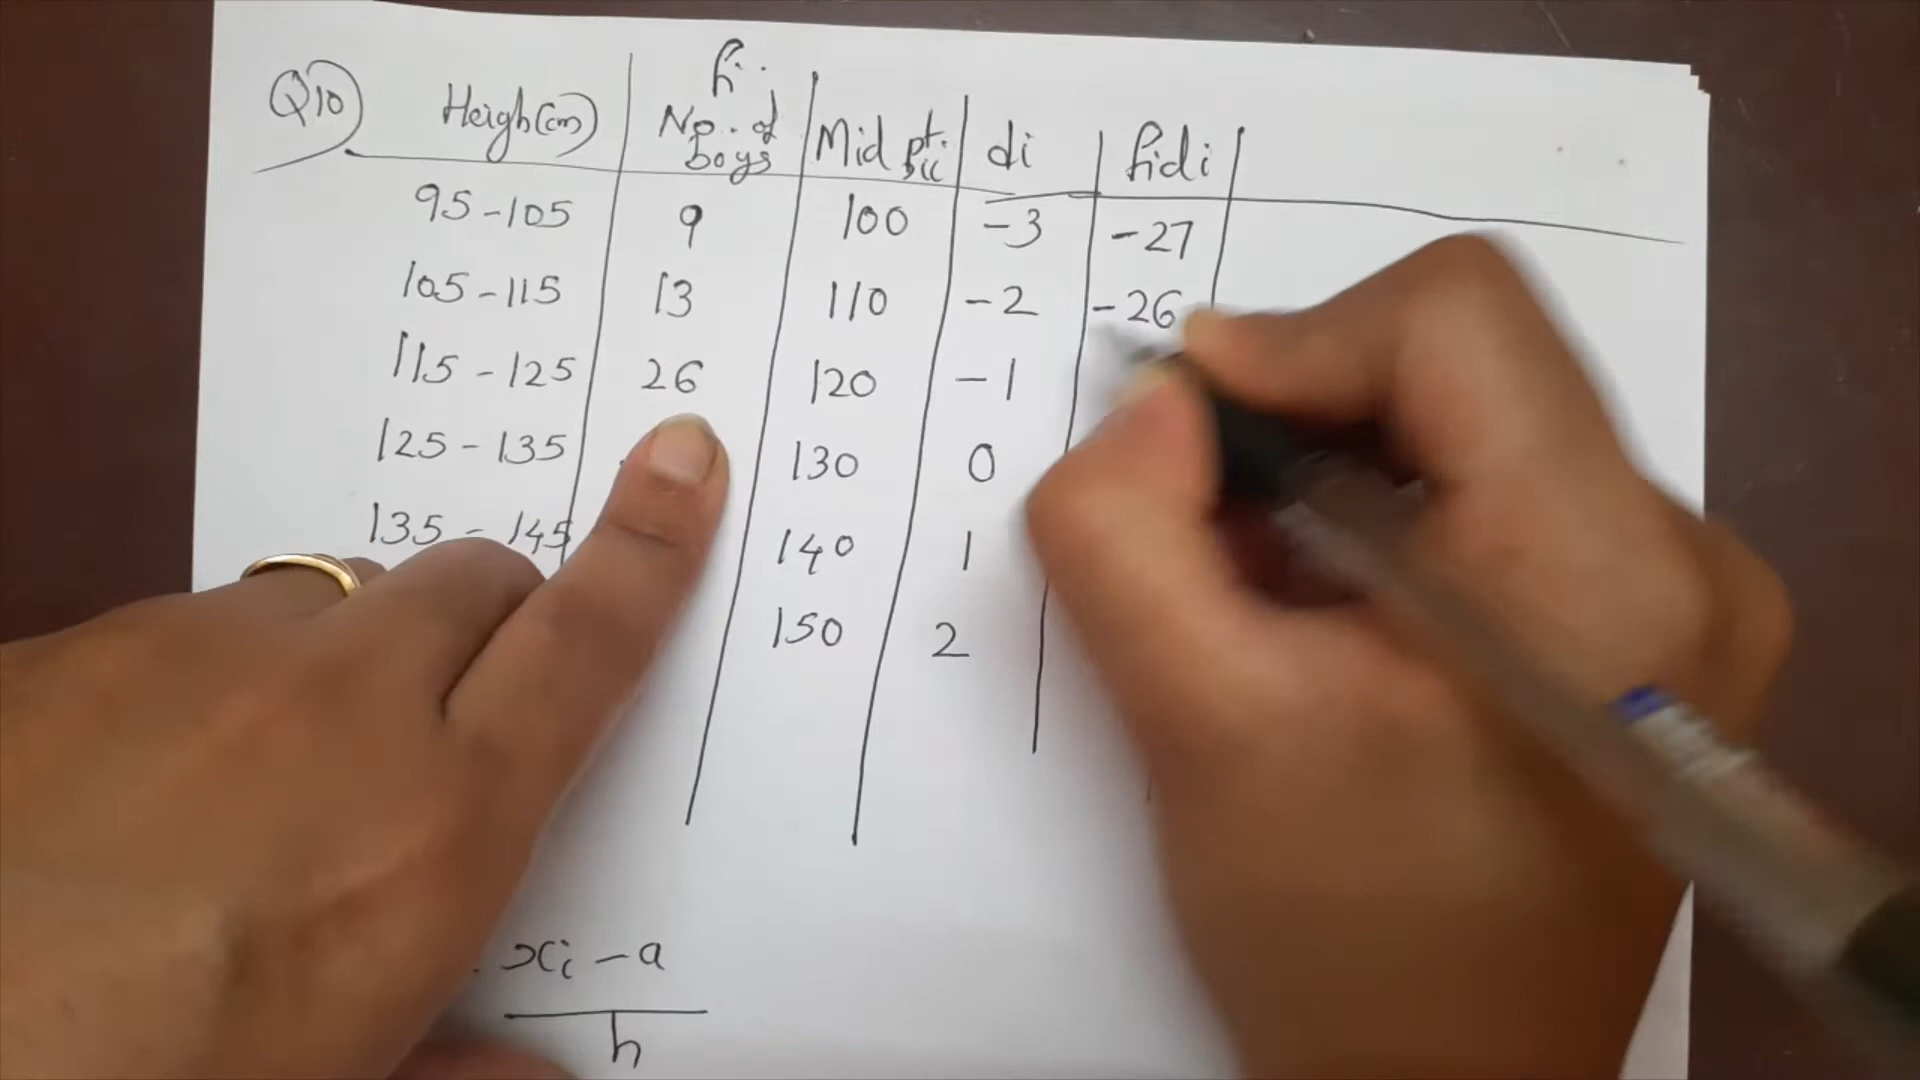 Q10 Heigh(cm) fi No. of boys Mid pt. xi di fidi
95-105 9 100 -3 -27
105-115 13 110 -2 -26
115-125 26 120 -1
125-135 130 0
135-145 140 1
150 2
xi - a
h